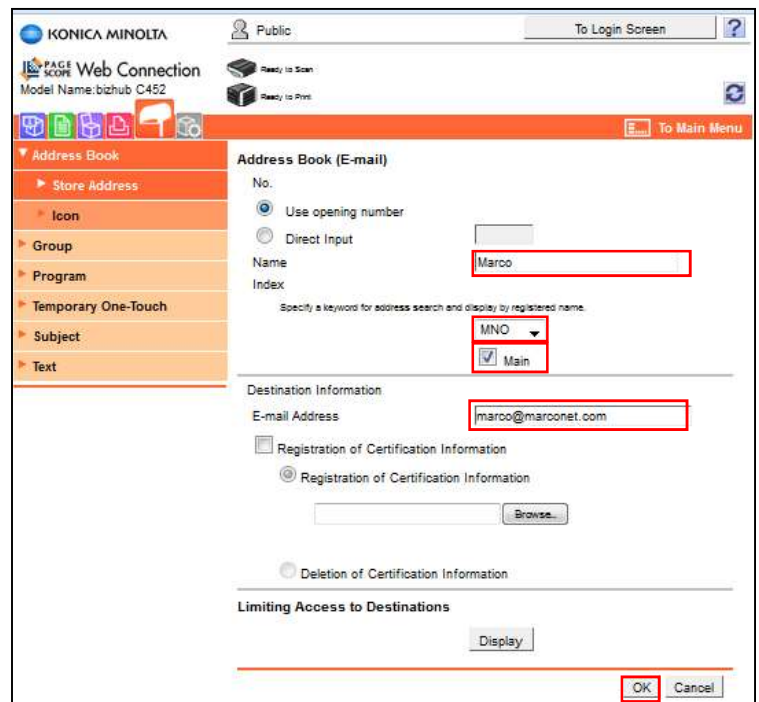 KONICA MINOLTA
Public
To Login Screen
?
PAGE SCOPE Web Connection
Model Name:bizhub C452
Ready to Scan
Ready to Print
To Main Menu
Address Book
Store Address
Icon
Group
Program
Temporary One-Touch
Subject
Text
Address Book (E-mail)
No.
Use opening number
Direct Input
Name Marco
Index
Specify a keyword for address search and display by registered name.
MNO
Main
Destination Information
E-mail Address marco@marconet.com
Registration of Certification Information
Registration of Certification Information
Browse..
Deletion of Certification Information
Limiting Access to Destinations
Display
OK Cancel